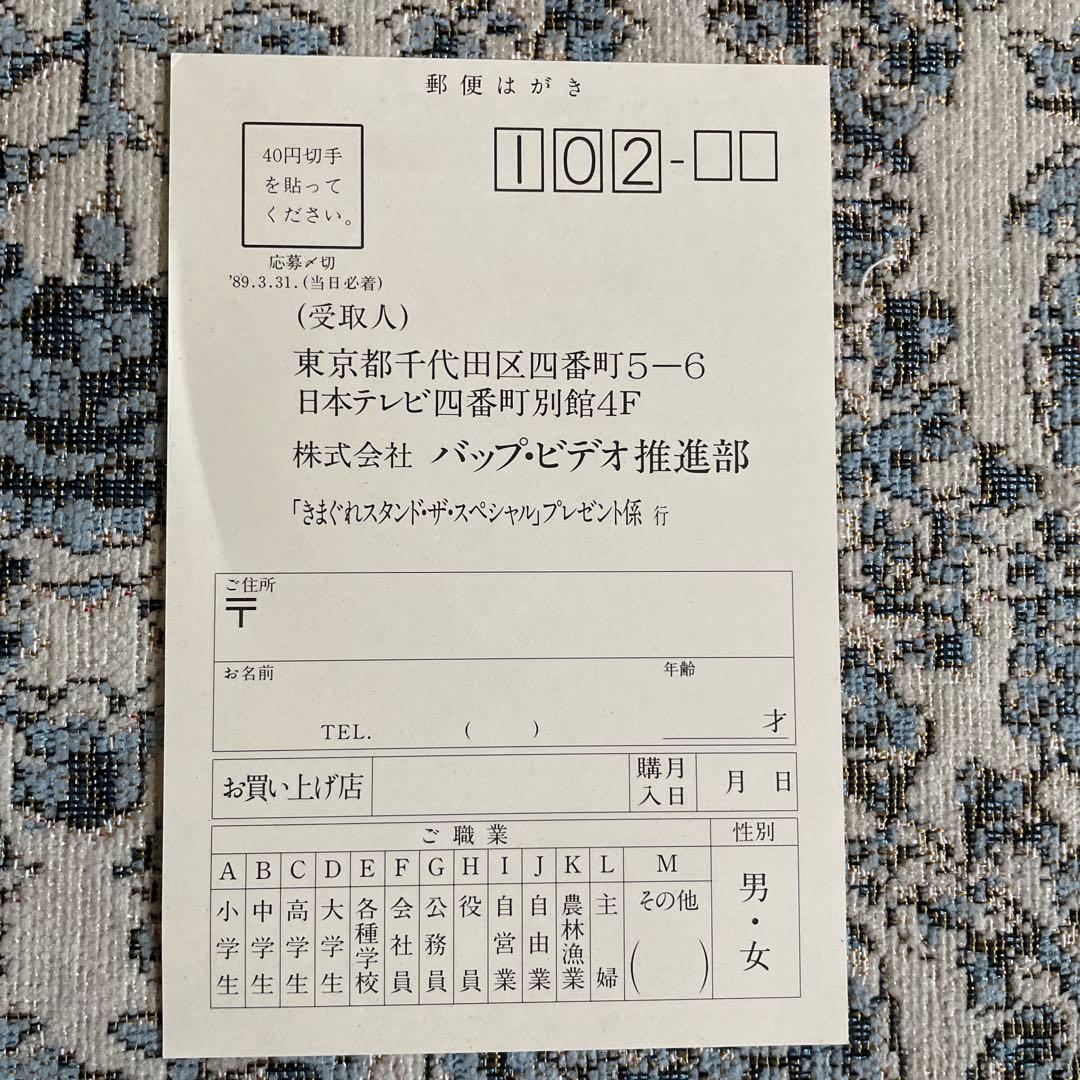 郵便はがき
40円切手
を貼って
ください。
102-
応募〆切
'89.3.31.(当日必着)
(受取人)
東京都千代田区四番町5-6
日本テレビ四番町別館4F
株式会社 バップ・ビデオ推進部
「きまぐれスタンド・ザ・スペシャル」プレゼント係 行
ご住所
〒
お名前
年齢
TEL. ( )
才
お買い上げ店
購入月日
月 日
ご職業
性別
A B C D E F G H I J K L M
小学生
中学生
高学生
大学生
各種学校
会社員
公務員
役員
自営業
自由業
農林漁業
主婦
その他
( )
男・女